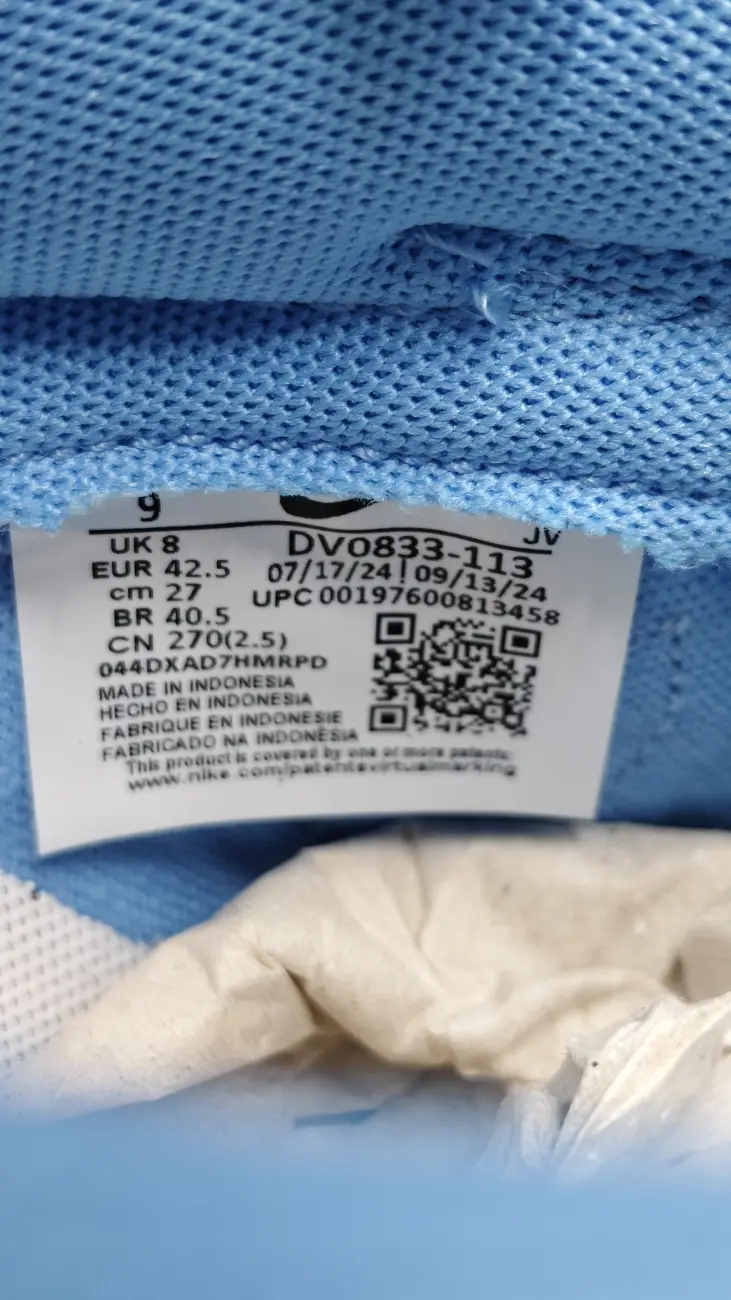 9
JV
UK 8
DV0833-113
EUR 42.5
07/17/24 | 09/13/24
cm 27
UPC 00197600813458
BR 40.5
CN 270(2.5)
044DXAD7HMRPD
MADE IN INDONESIA
HECHO EN INDONESIA
FABRIQUE EN INDONESIE
FABRICADO NA INDONÉSIA
This product is covered by one or more patents:
www.nike.com/patentsvirtualmarking